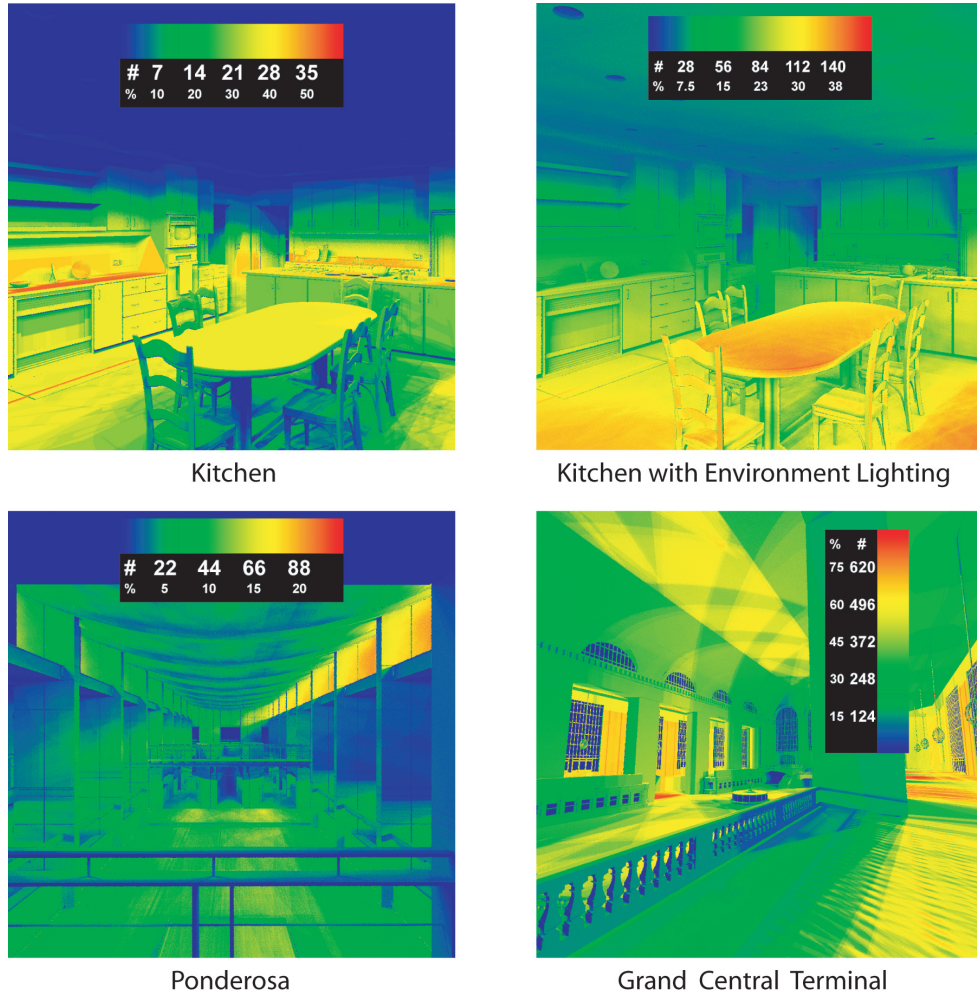 # 7 14 21 28 35
% 10 20 30 40 50
# 28 56 84 112 140
% 7.5 15 23 30 38
Kitchen
Kitchen with Environment Lighting
# 22 44 66 88
% 5 10 15 20
% #
75 620
60 496
45 372
30 248
15 124
Ponderosa
Grand Central Terminal